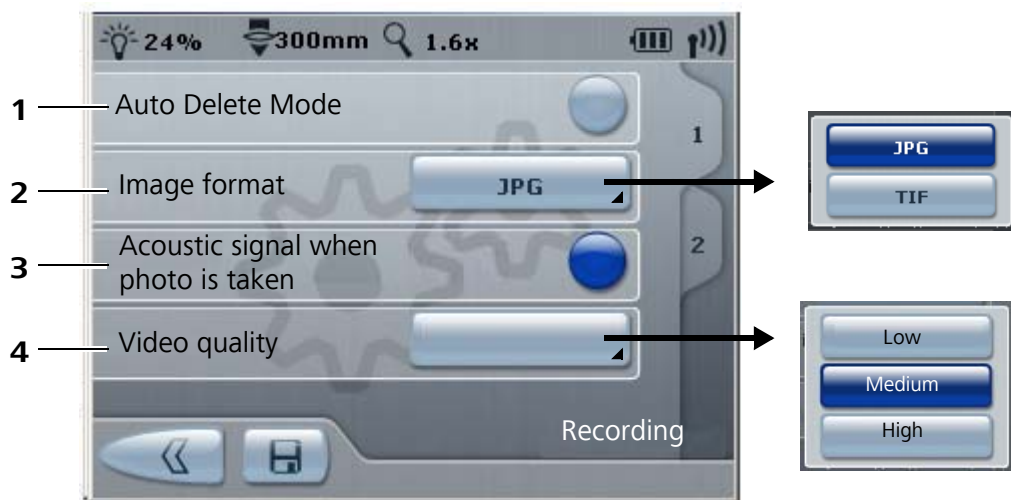 24% 300mm 1.6x
1 Auto Delete Mode
1
2 Image format JPG
JPG
TIF
3 Acoustic signal when
photo is taken
2
4 Video quality
Low
Medium
High
Recording